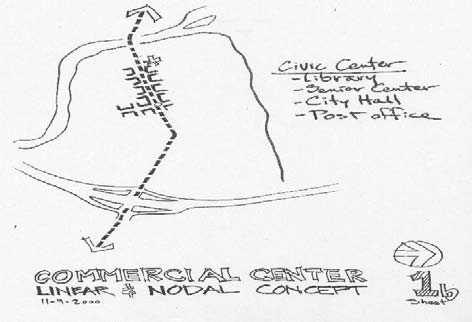 Civic Center
- Library
- Senior Center
- City Hall
- Post office
COMMERCIAL CENTER
LINEAR & NODAL CONCEPT
11-9-2000
1b
Sheet